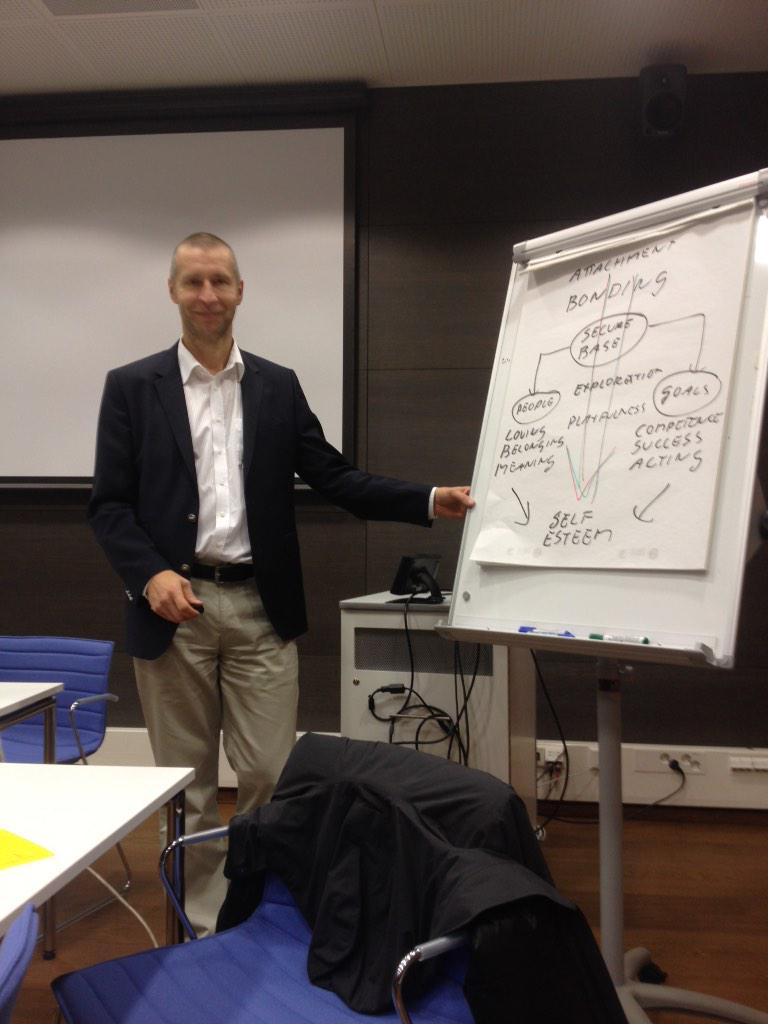 ATTACHMENT
BONDING
SECURE
BASE
PEOPLE
EXPLORATION
GOALS
PLAYFULNESS
LOVING
BELONGING
MEANING
COMPETENCE
SUCCESS
ACTING
SELF
ESTEEM